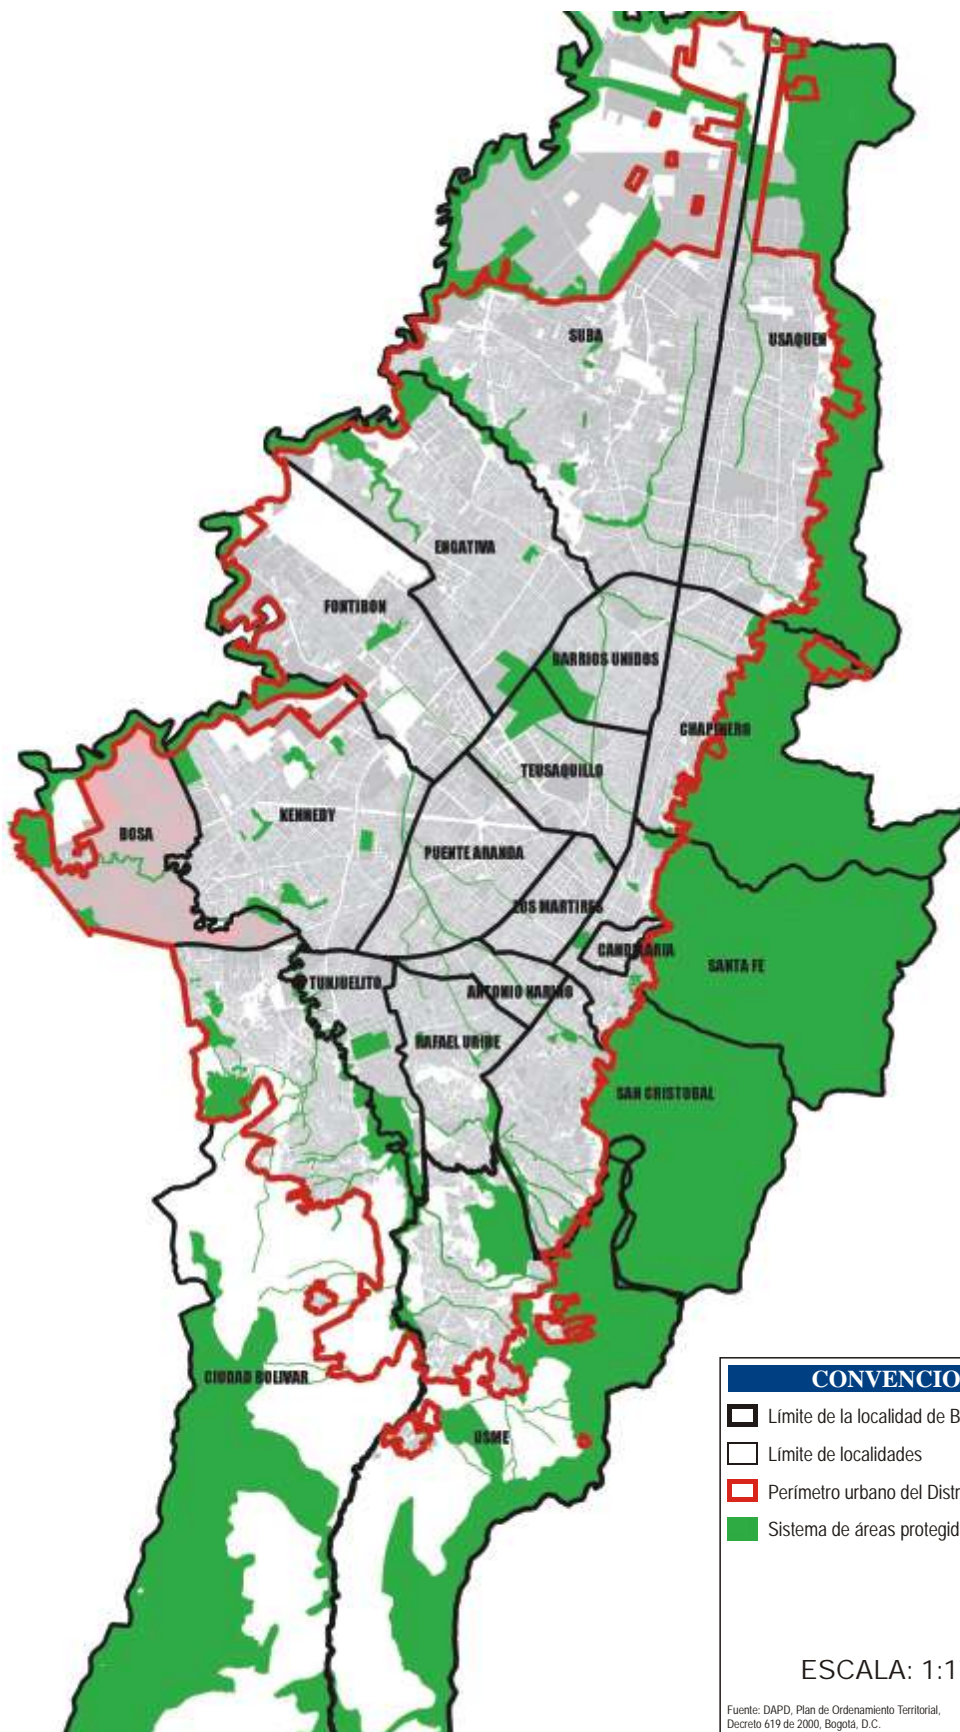 SUBA
USAQUEN
ENGATIVA
FONTIBON
BARRIOS UNIDOS
CHAPINERO
TEUSAQUILLO
KENNEDY
BOSA
PUENTE ARANDA
LOS MARTIRES
CANDELARIA
SANTA FE
TUNJUELITO
ANTONIO NARIÑO
RAFAEL URIBE
SAN CRISTOBAL
CIUDAD BOLIVAR
USME
CONVENCIO
Límite de la localidad de B
Límite de localidades
Perímetro urbano del Distr
Sistema de áreas protegid
ESCALA: 1:1
Fuente: DAPD, Plan de Ordenamiento Territorial,
Decreto 619 de 2000, Bogotá, D.C.